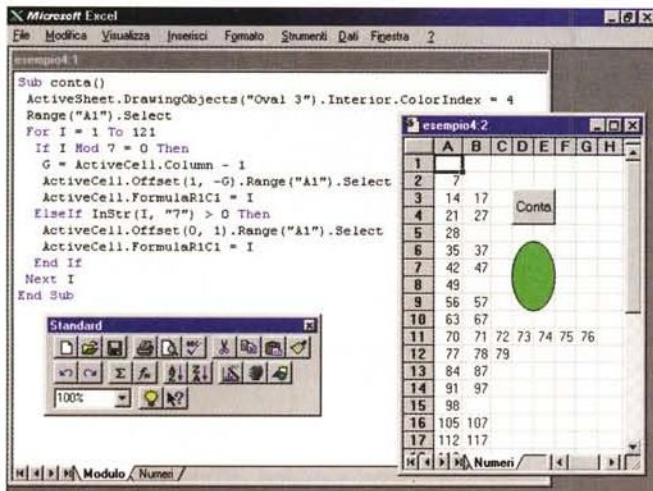 Microsoft Excel
File Modifica Visualizza Inserisci Formato Strumenti Dati Finestra ?
esempio4:1
Sub conta()
ActiveSheet.DrawingObjects("Oval 3").Interior.ColorIndex = 4
Range("A1").Select
For I = 1 To 121
If I Mod 7 = 0 Then
G = ActiveCell.Column - 1
ActiveCell.Offset(1, -G).Range("A1").Select
ActiveCell.FormulaR1C1 = I
ElseIf InStr(I, "7") > 0 Then
ActiveCell.Offset(0, 1).Range("A1").Select
ActiveCell.FormulaR1C1 = I
End If
Next I
End Sub
Standard
100%
Modulo Numeri
esempio4:2
A B C D E F G H
1
2 7
3 14 17
Conta
4 21 27
5 28
6 35 37
7 42 47
8 49
9 56 57
10 63 67
11 70 71 72 73 74 75 76
12 77 78 79
13 84 87
14 91 97
15 98
16 105 107
17 112 117
Numeri